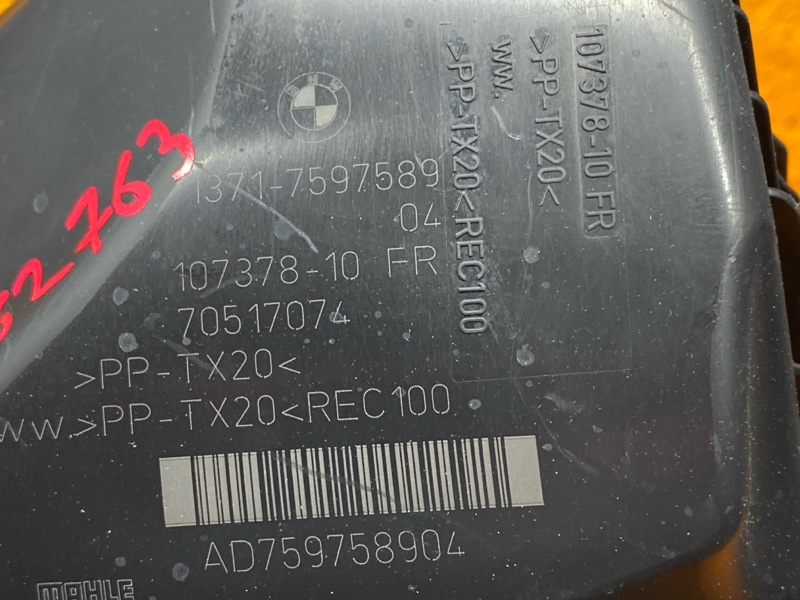 1371-7597589
04
107378-10 FR
70517074
>PP-TX20<
ww.>PP-TX20<REC100
AD759758904
MAHLE
107378-10 FR
>PP-TX20<
ww.
>PP-TX20<REC100
52763